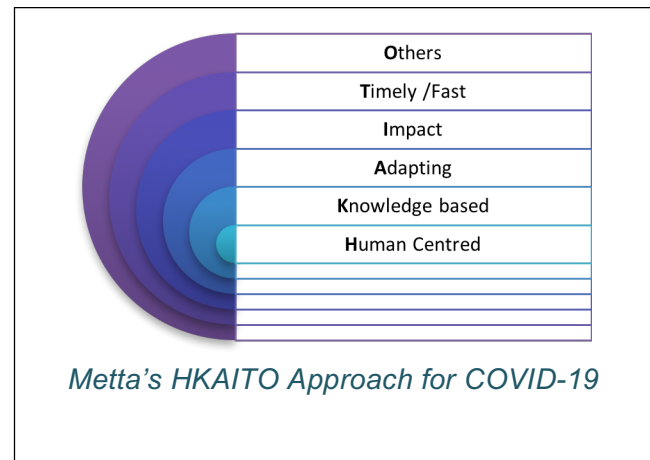 Others
Timely /Fast
Impact
Adapting
Knowledge based
Human Centred
Metta's HKAITO Approach for COVID-19